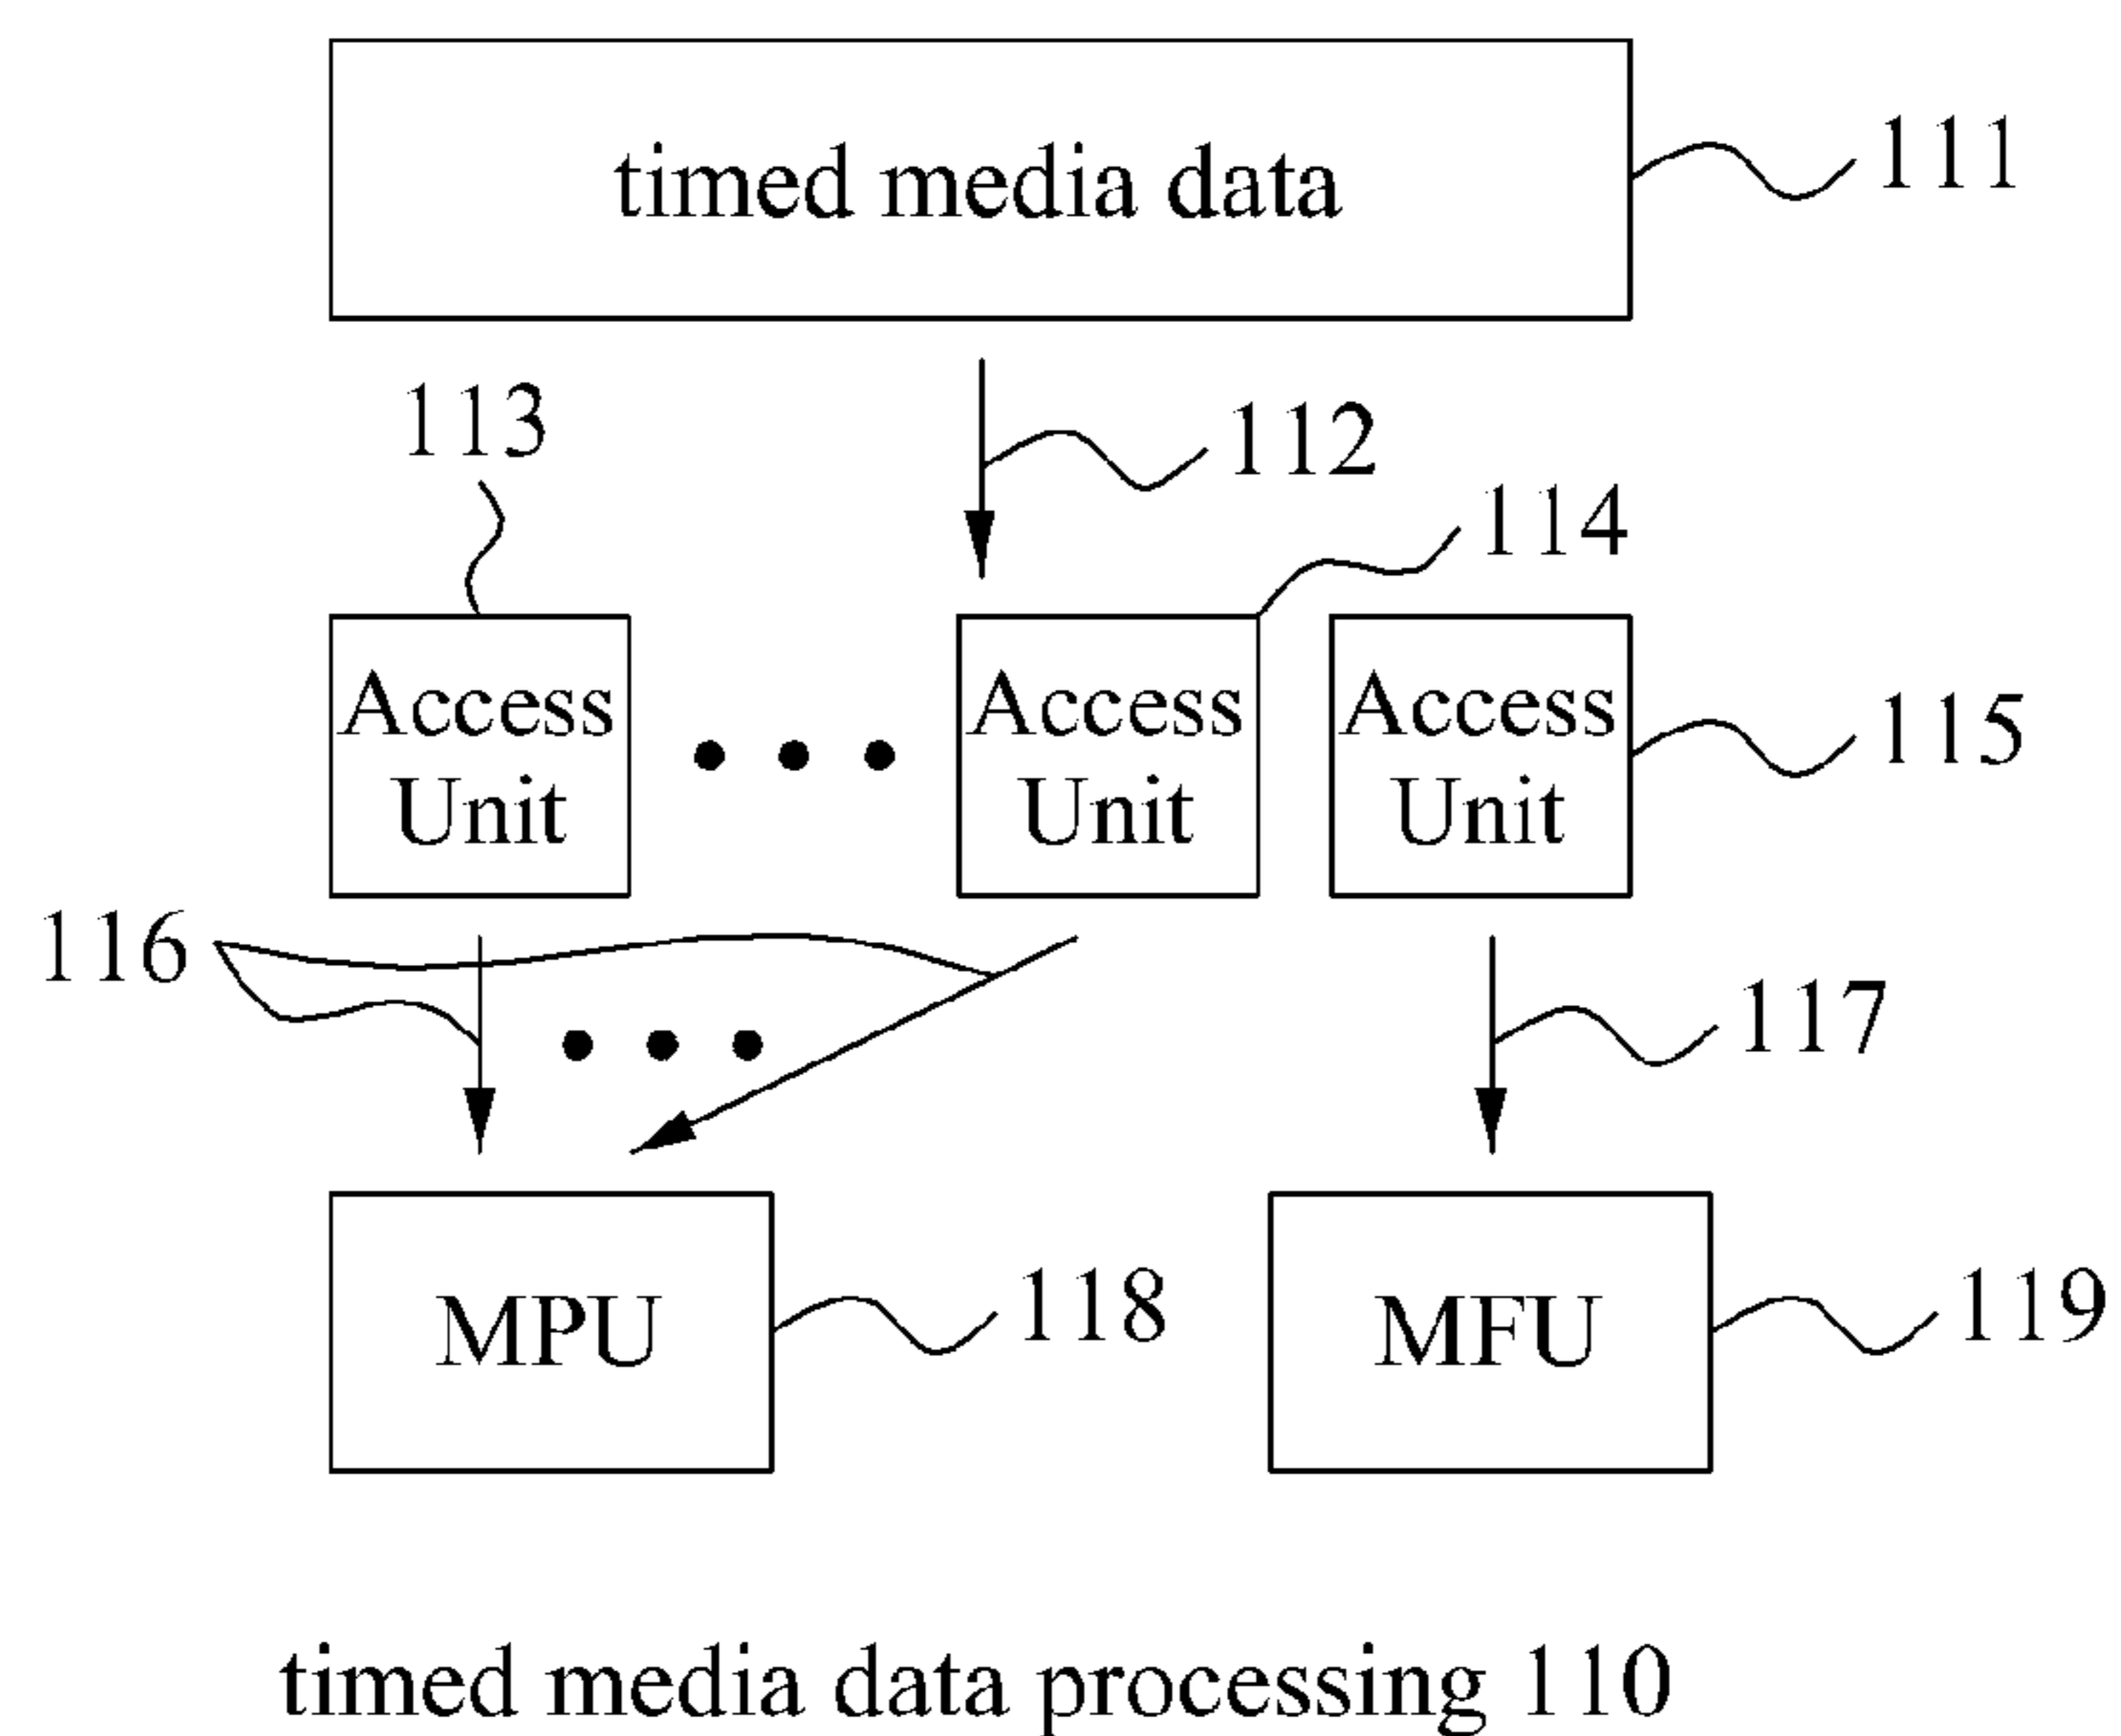 timed media data
111
113
112
114
Access
Unit
Access
Unit
Access
Unit
115
116
117
MPU
118
MFU
119
timed media data processing 110